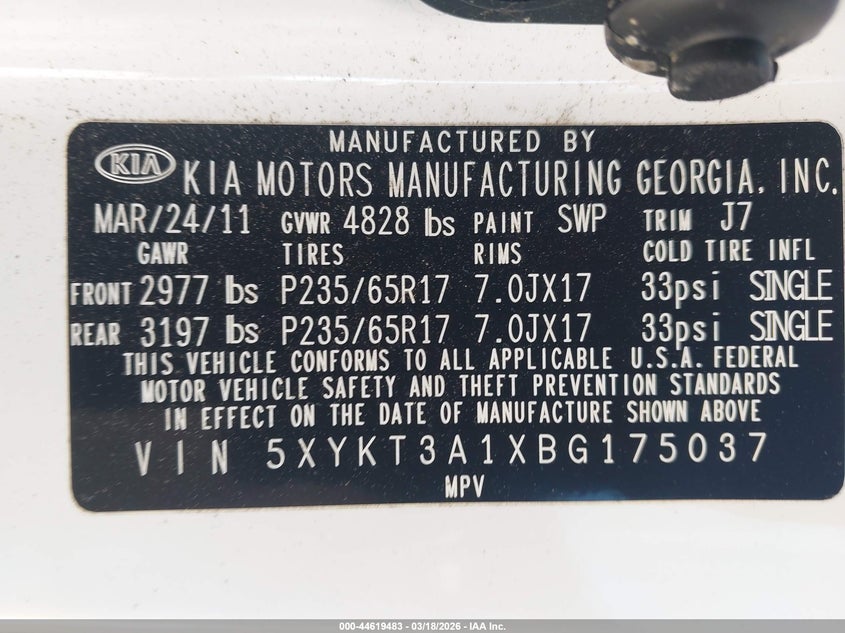 MANUFACTURED BY
KIA KIA MOTORS MANUFACTURING GEORGIA, INC.
MAR/24/11 GVWR 4828 lbs PAINT SWP TRIM J7
GAWR TIRES RIMS COLD TIRE INFL
FRONT 2977 lbs P235/65R17 7.0JX17 33psi SINGLE
REAR 3197 lbs P235/65R17 7.0JX17 33psi SINGLE
THIS VEHICLE CONFORMS TO ALL APPLICABLE U.S.A. FEDERAL
MOTOR VEHICLE SAFETY AND THEFT PREVENTION STANDARDS
IN EFFECT ON THE DATE OF MANUFACTURE SHOWN ABOVE
VIN 5XYKT3A1XBG175037
MPV
000-44619483 - 03/18/2026 - IAA Inc.